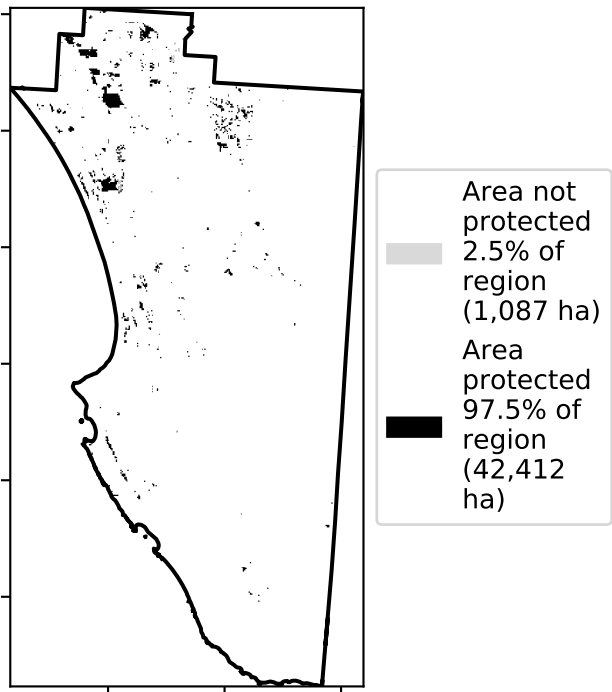 Area not
protected
2.5% of
region
(1,087 ha)
Area
protected
97.5% of
region
(42,412
ha)